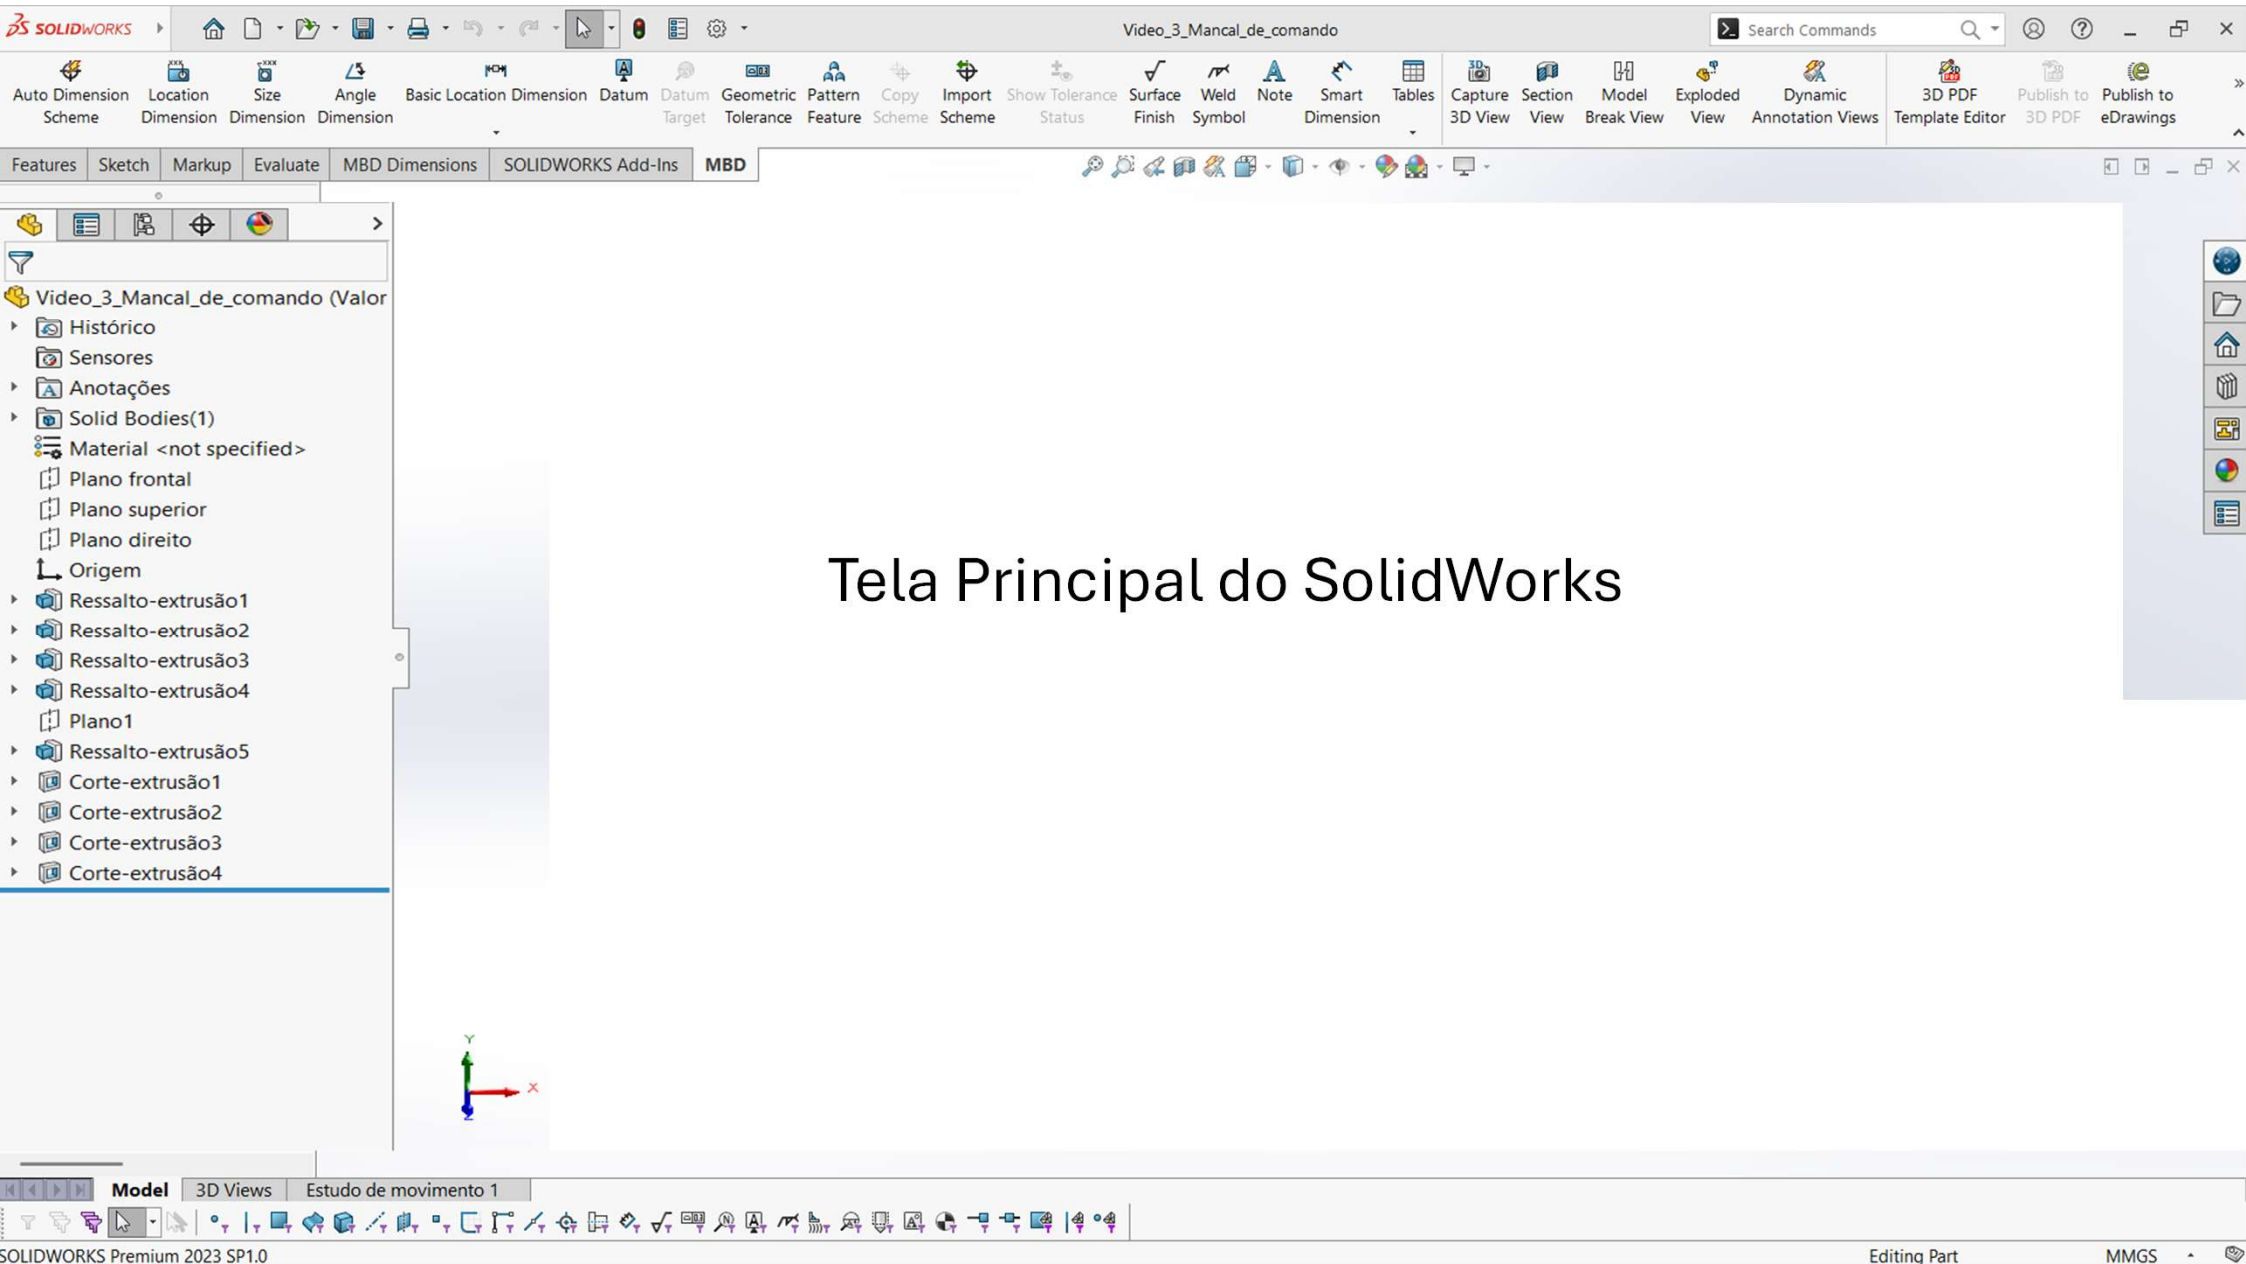 SOLIDWORKS
Video_3_Mancal_de_comando
Search Commands
Auto Dimension Scheme
Location Dimension
Size Dimension
Angle Dimension
Basic Location Dimension
Datum
Datum Target
Geometric Tolerance
Pattern Feature
Copy Scheme
Import Scheme
Show Tolerance Status
Surface Finish
Weld Symbol
Note
Smart Dimension
Tables
Capture 3D View
Section View
Model Break View
Exploded View
Dynamic Annotation Views
3D PDF Template Editor
Publish to 3D PDF
Publish to eDrawings
Features
Sketch
Markup
Evaluate
MBD Dimensions
SOLIDWORKS Add-Ins
MBD
Video_3_Mancal_de_comando (Valor
Histórico
Sensores
Anotações
Solid Bodies(1)
Material <not specified>
Plano frontal
Plano superior
Plano direito
Origem
Ressalto-extrusão1
Ressalto-extrusão2
Ressalto-extrusão3
Ressalto-extrusão4
Plano1
Ressalto-extrusão5
Corte-extrusão1
Corte-extrusão2
Corte-extrusão3
Corte-extrusão4
Tela Principal do SolidWorks
Y
X
Z
Model
3D Views
Estudo de movimento 1
SOLIDWORKS Premium 2023 SP1.0
Editing Part
MMGS